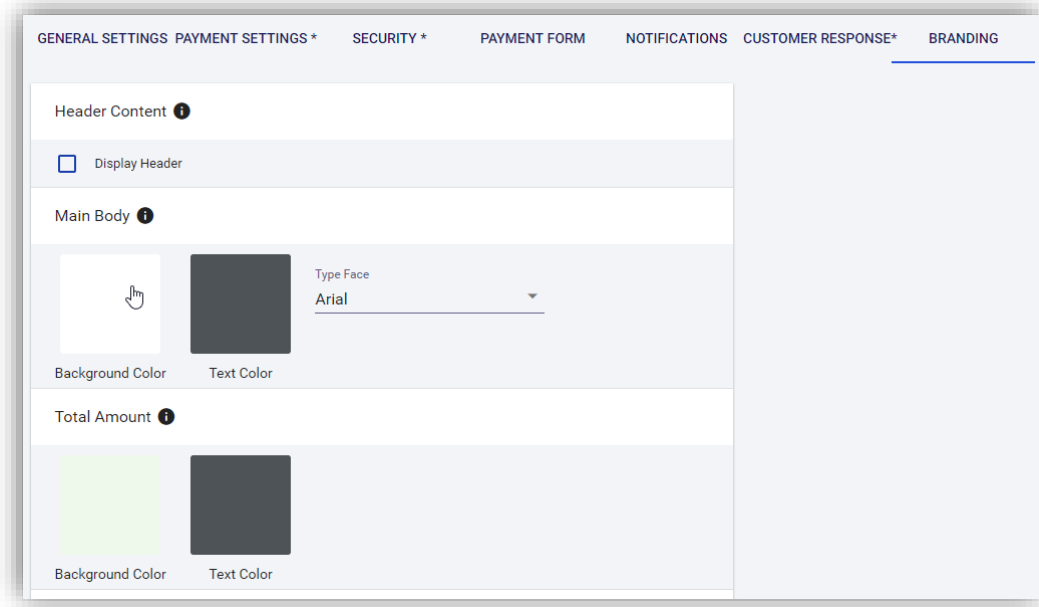 GENERAL SETTINGS PAYMENT SETTINGS * SECURITY * PAYMENT FORM NOTIFICATIONS CUSTOMER RESPONSE* BRANDING
Header Content
Display Header
Main Body
Type Face
Arial
Background Color Text Color
Total Amount
Background Color Text Color